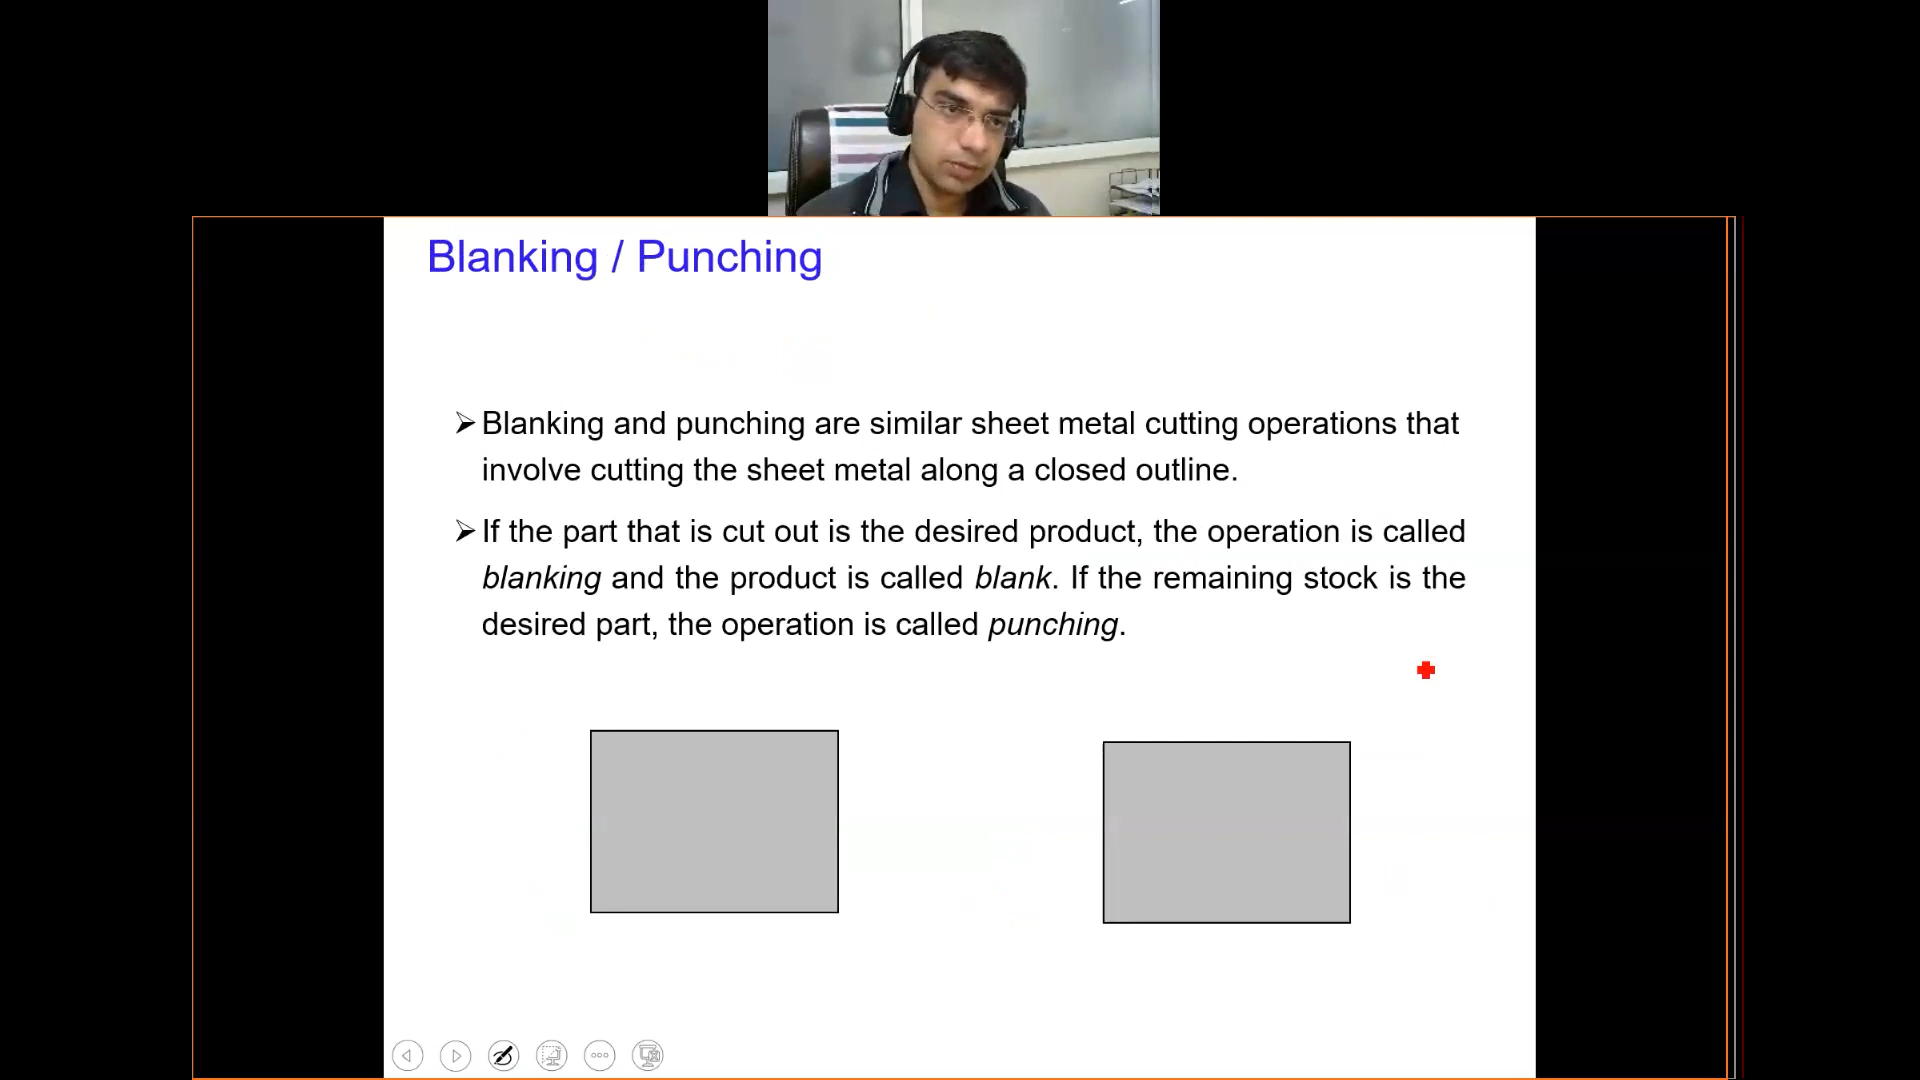 Blanking / Punching
➢Blanking and punching are similar sheet metal cutting operations that
involve cutting the sheet metal along a closed outline.
➢If the part that is cut out is the desired product, the operation is called
blanking and the product is called blank. If the remaining stock is the
desired part, the operation is called punching.